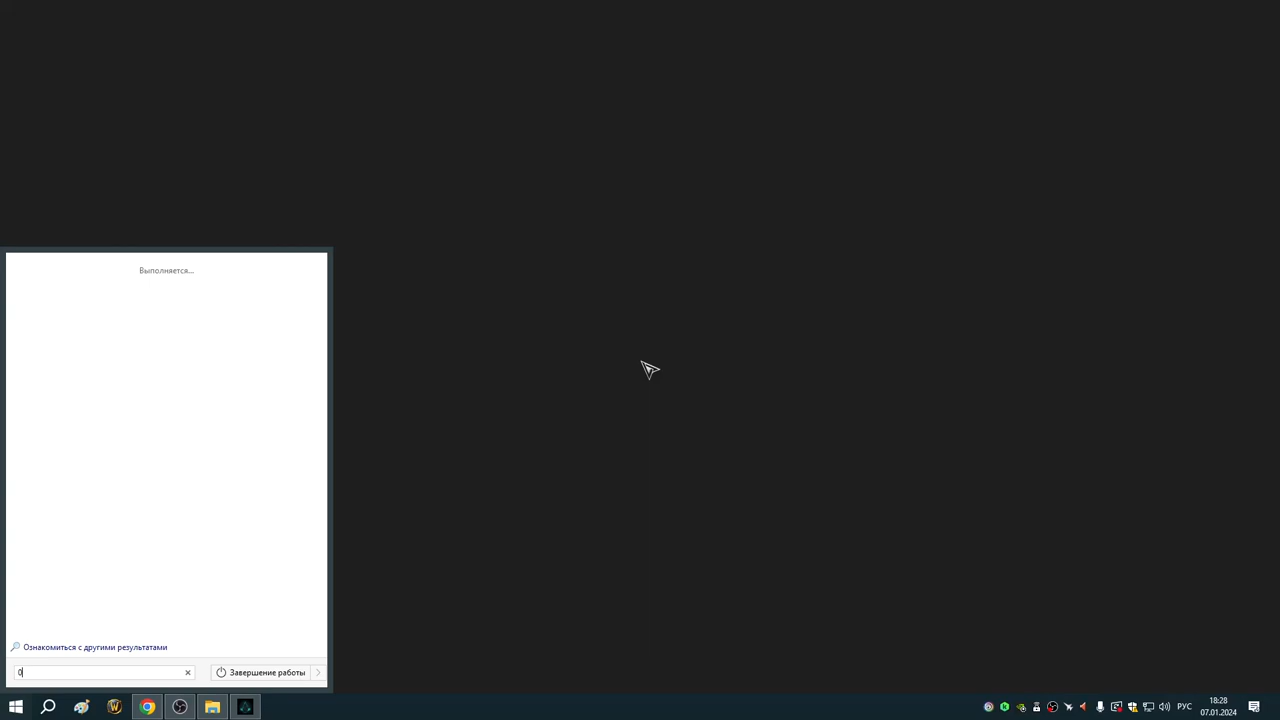 Выполняется...
Ознакомиться с другими результатами
0
Завершение работы
РУС
18:28
07.01.2024